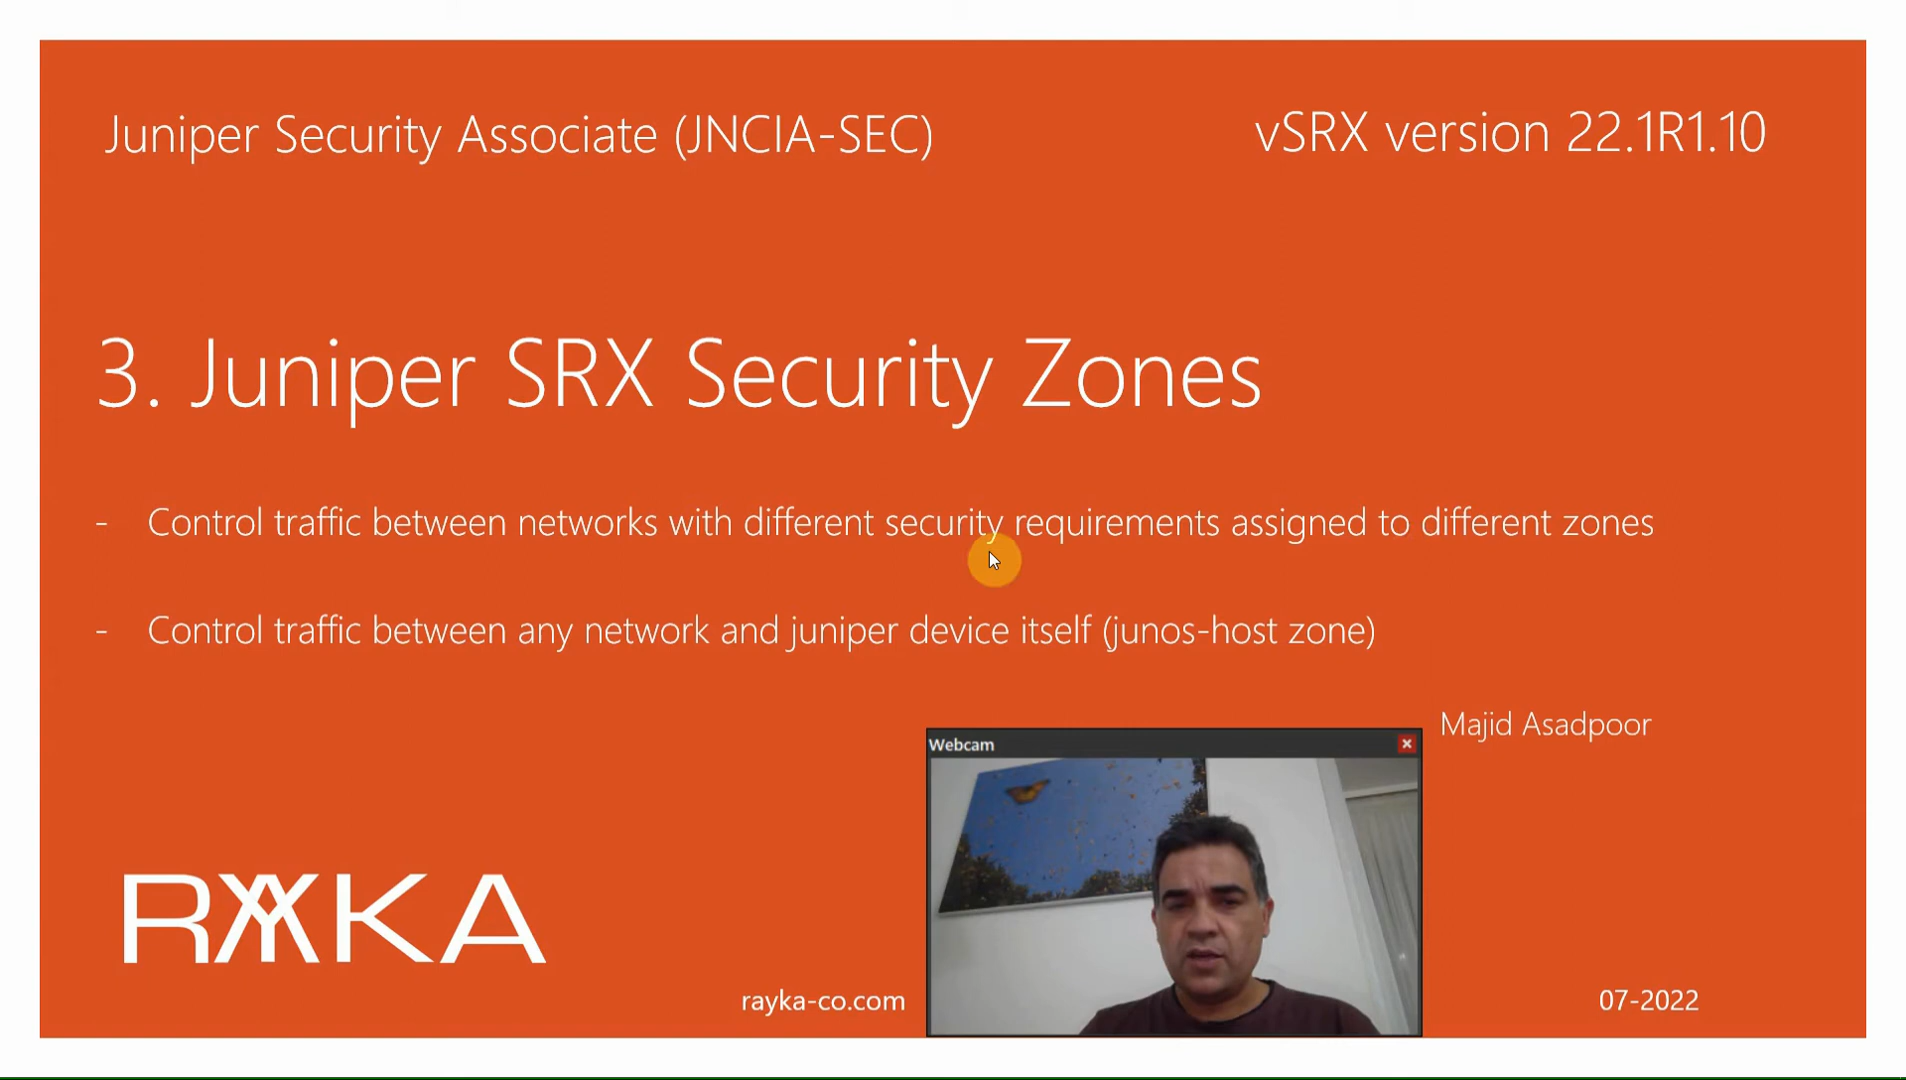 Juniper Security Associate (JNCIA-SEC)
vSRX version 22.1R1.10
3. Juniper SRX Security Zones
- Control traffic between networks with different security requirements assigned to different zones
- Control traffic between any network and juniper device itself (junos-host zone)
Majid Asadpoor
Webcam
RAYKA
rayka-co.com
07-2022